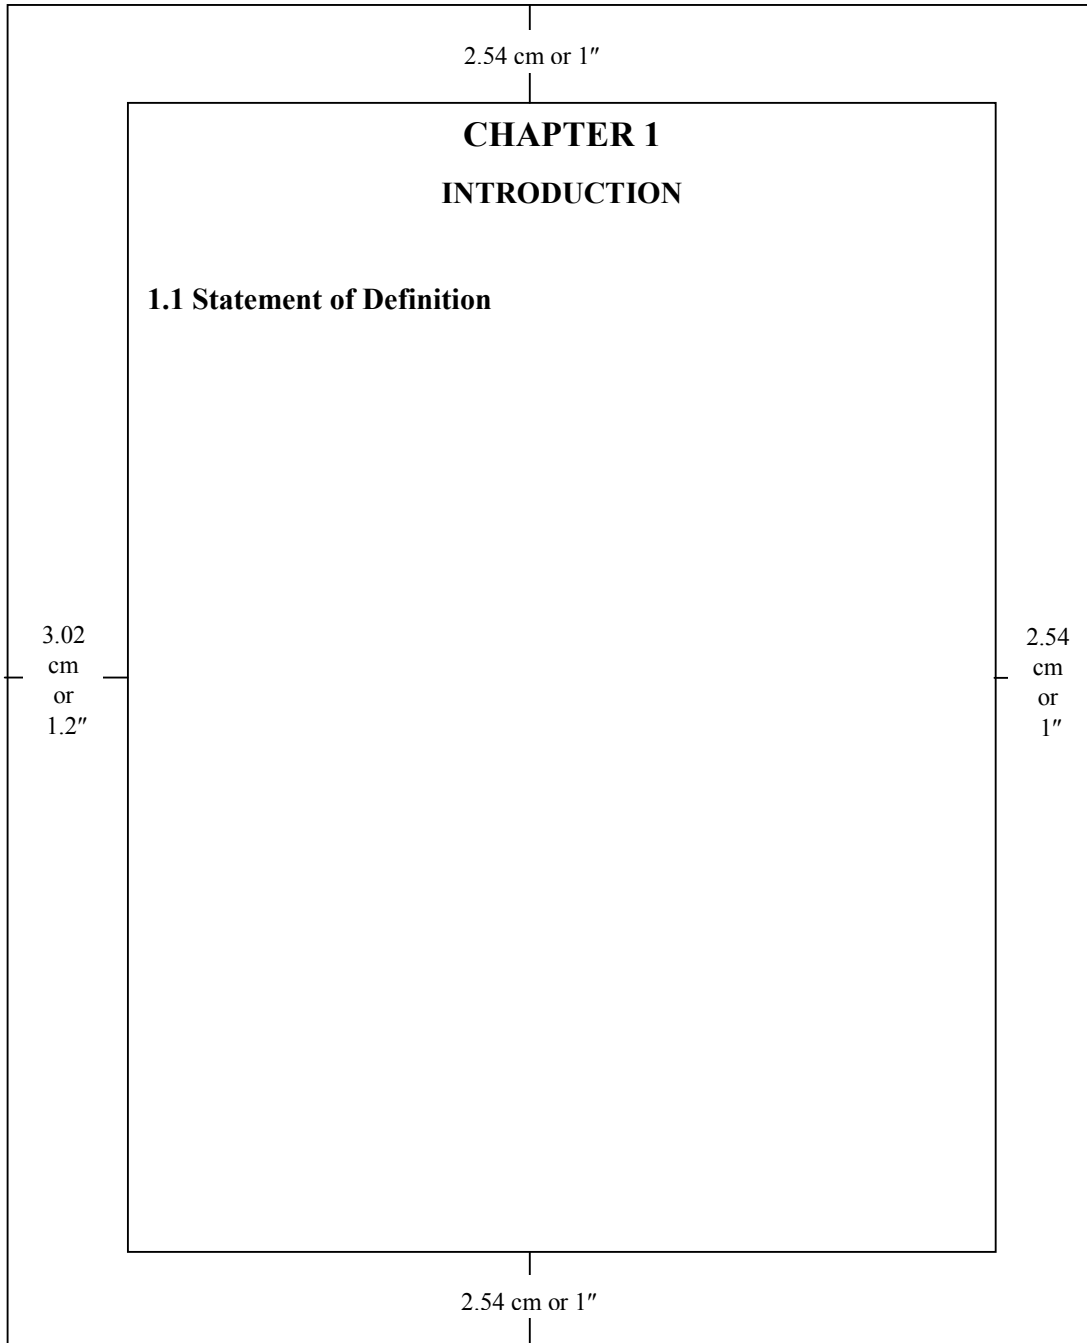 2.54 cm or 1″
CHAPTER 1
INTRODUCTION
1.1 Statement of Definition
3.02
cm
or
1.2″
2.54
cm
or
1″
2.54 cm or 1″